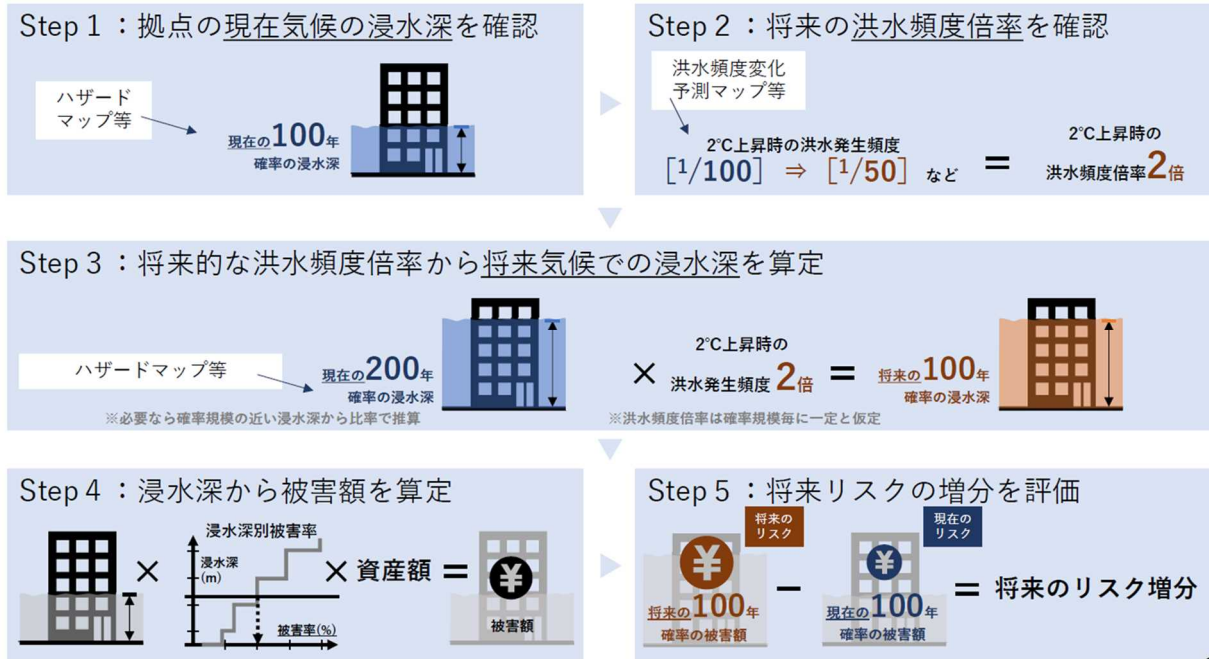 Step 1：拠点の現在気候の浸水深を確認
ハザード
マップ等
現在の100年
確率の浸水深
Step 2：将来の洪水頻度倍率を確認
洪水頻度変化
予測マップ等
2℃上昇時の洪水発生頻度
[1/100] ⇒ [1/50] など
=
2℃上昇時の
洪水頻度倍率2倍
Step 3：将来的な洪水頻度倍率から将来気候での浸水深を算定
ハザードマップ等
現在の200年
確率の浸水深
※必要なら確率規模の近い浸水深から比率で推算
×
2℃上昇時の
洪水発生頻度 2倍
=
将来の100年
確率の浸水深
※洪水頻度倍率は確率規模毎に一定と仮定
Step 4：浸水深から被害額を算定
×
浸水深別被害率
浸水深
(m)
被害率(%)
× 資産額 =
¥
被害額
Step 5：将来リスクの増分を評価
将来の
リスク
¥
将来の100年
確率の被害額
−
現在の
リスク
¥
現在の100年
確率の被害額
= 将来のリスク増分